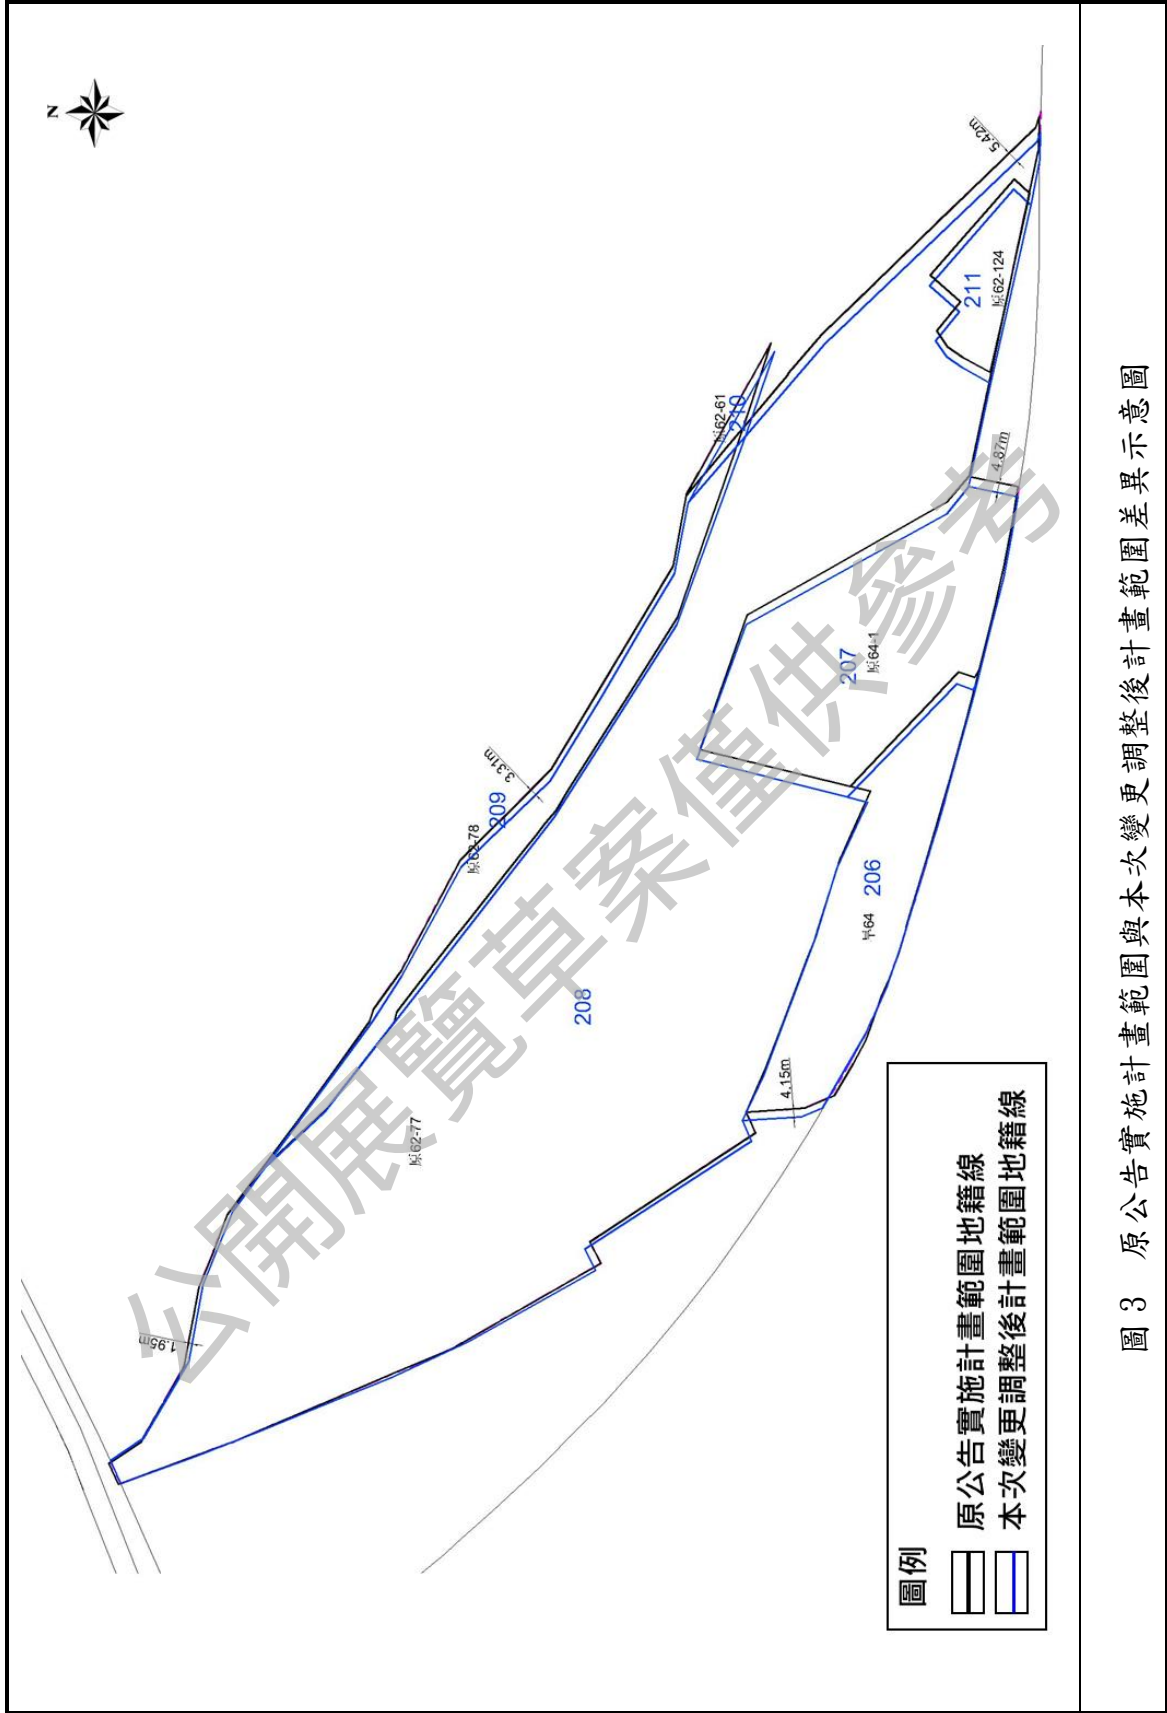 N
5.42m
211
原62-124
原62-61
210
4.87m
207
原64-1
3.31m
209
原62-78
206
原64
208
4.15m
原62-77
1.95m
公開展覽草案僅供參考
圖例
原公告實施計畫範圍地籍線
本次變更調整後計畫範圍地籍線
圖 3 原公告實施計畫範圍與本次變更調整後計畫範圍差異示意圖